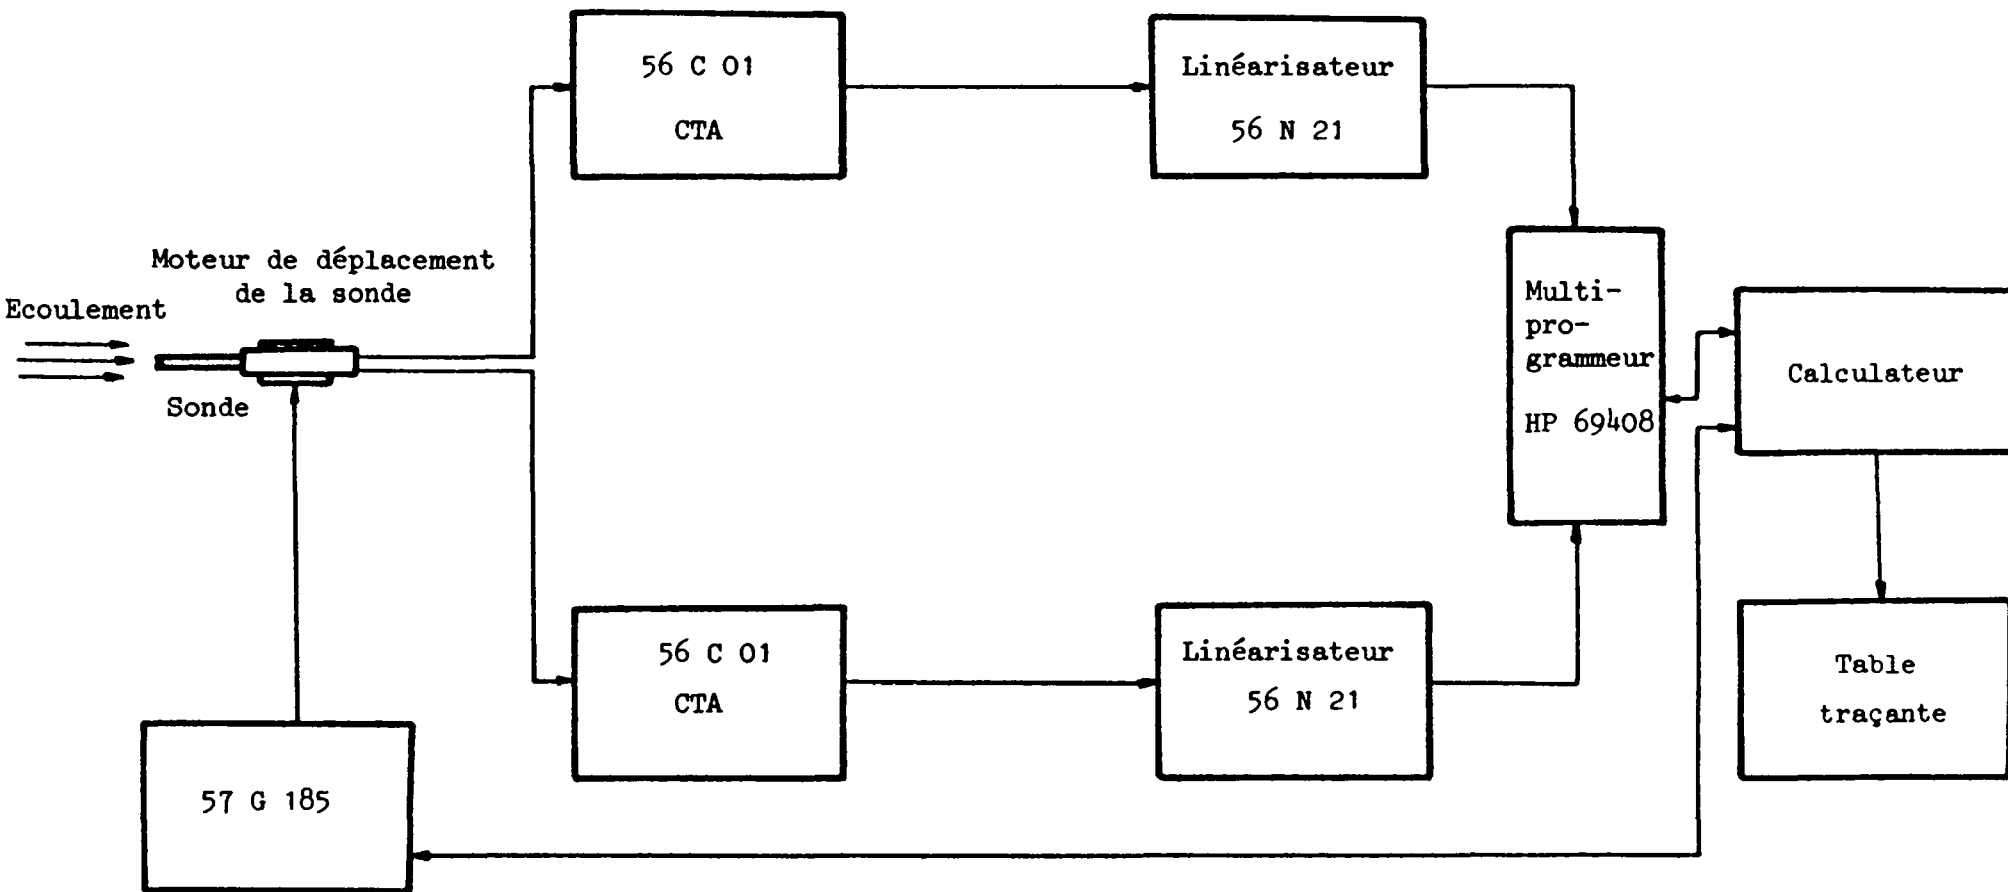 56 C 01
CTA
Linéarisateur
56 N 21
Moteur de déplacement
de la sonde
Ecoulement
Sonde
Multi-
pro-
grammeur
HP 69408
Calculateur
56 C 01
CTA
Linéarisateur
56 N 21
Table
traçante
57 G 185